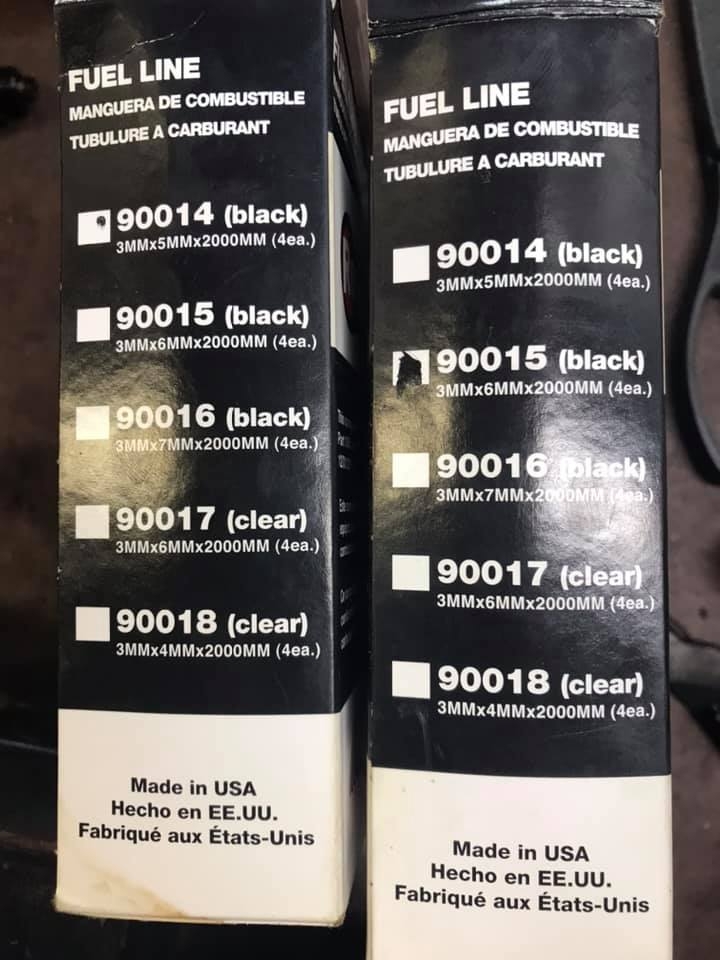 FUEL LINE
MANGUERA DE COMBUSTIBLE
TUBULURE A CARBURANT
90014 (black)
3MMx5MMx2000MM (4ea.)
90015 (black)
3MMx6MMx2000MM (4ea.)
90016 (black)
3MMx7MMx2000MM (4ea.)
90017 (clear)
3MMx6MMx2000MM (4ea.)
90018 (clear)
3MMx4MMx2000MM (4ea.)
Made in USA
Hecho en EE.UU.
Fabriqué aux États-Unis
FUEL LINE
MANGUERA DE COMBUSTIBLE
TUBULURE A CARBURANT
90014 (black)
3MMx5MMx2000MM (4ea.)
90015 (black)
3MMx6MMx2000MM (4ea.)
90016 (black)
3MMx7MMx2000MM (4ea.)
90017 (clear)
3MMx6MMx2000MM (4ea.)
90018 (clear)
3MMx4MMx2000MM (4ea.)
Made in USA
Hecho en EE.UU.
Fabriqué aux États-Unis